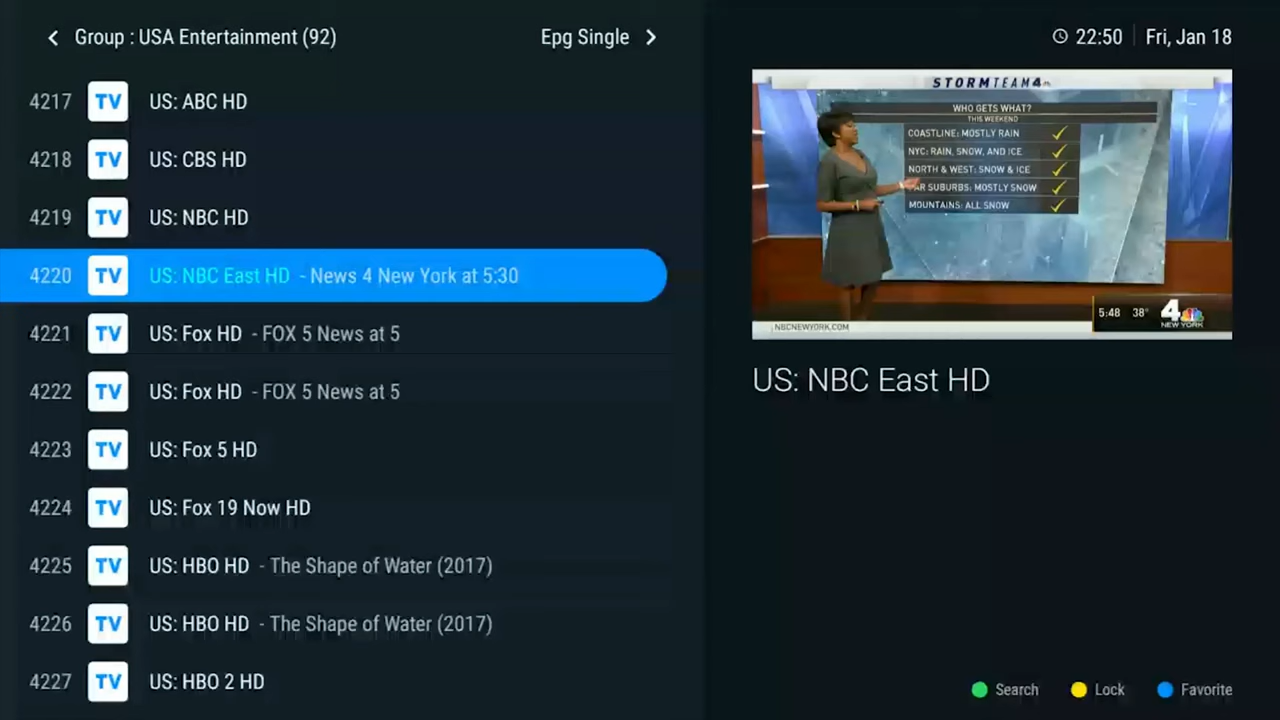 Group : USA Entertainment (92)
Epg Single
22:50 Fri, Jan 18
4217 TV US: ABC HD
4218 TV US: CBS HD
4219 TV US: NBC HD
4220 TV US: NBC East HD - News 4 New York at 5:30
4221 TV US: Fox HD - FOX 5 News at 5
4222 TV US: Fox HD - FOX 5 News at 5
4223 TV US: Fox 5 HD
4224 TV US: Fox 19 Now HD
4225 TV US: HBO HD - The Shape of Water (2017)
4226 TV US: HBO HD - The Shape of Water (2017)
4227 TV US: HBO 2 HD
STORMTEAM4
WHO GETS WHAT?
THIS WEEKEND
COASTLINE: MOSTLY RAIN
NYC: RAIN, SNOW, AND ICE
NORTH & WEST: SNOW & ICE
SUBURBS: MOSTLY SNOW
MOUNTAINS: ALL SNOW
5:48 38° 4
NEW YORK
NBCNEWYORK.COM
US: NBC East HD
Search Lock Favorite